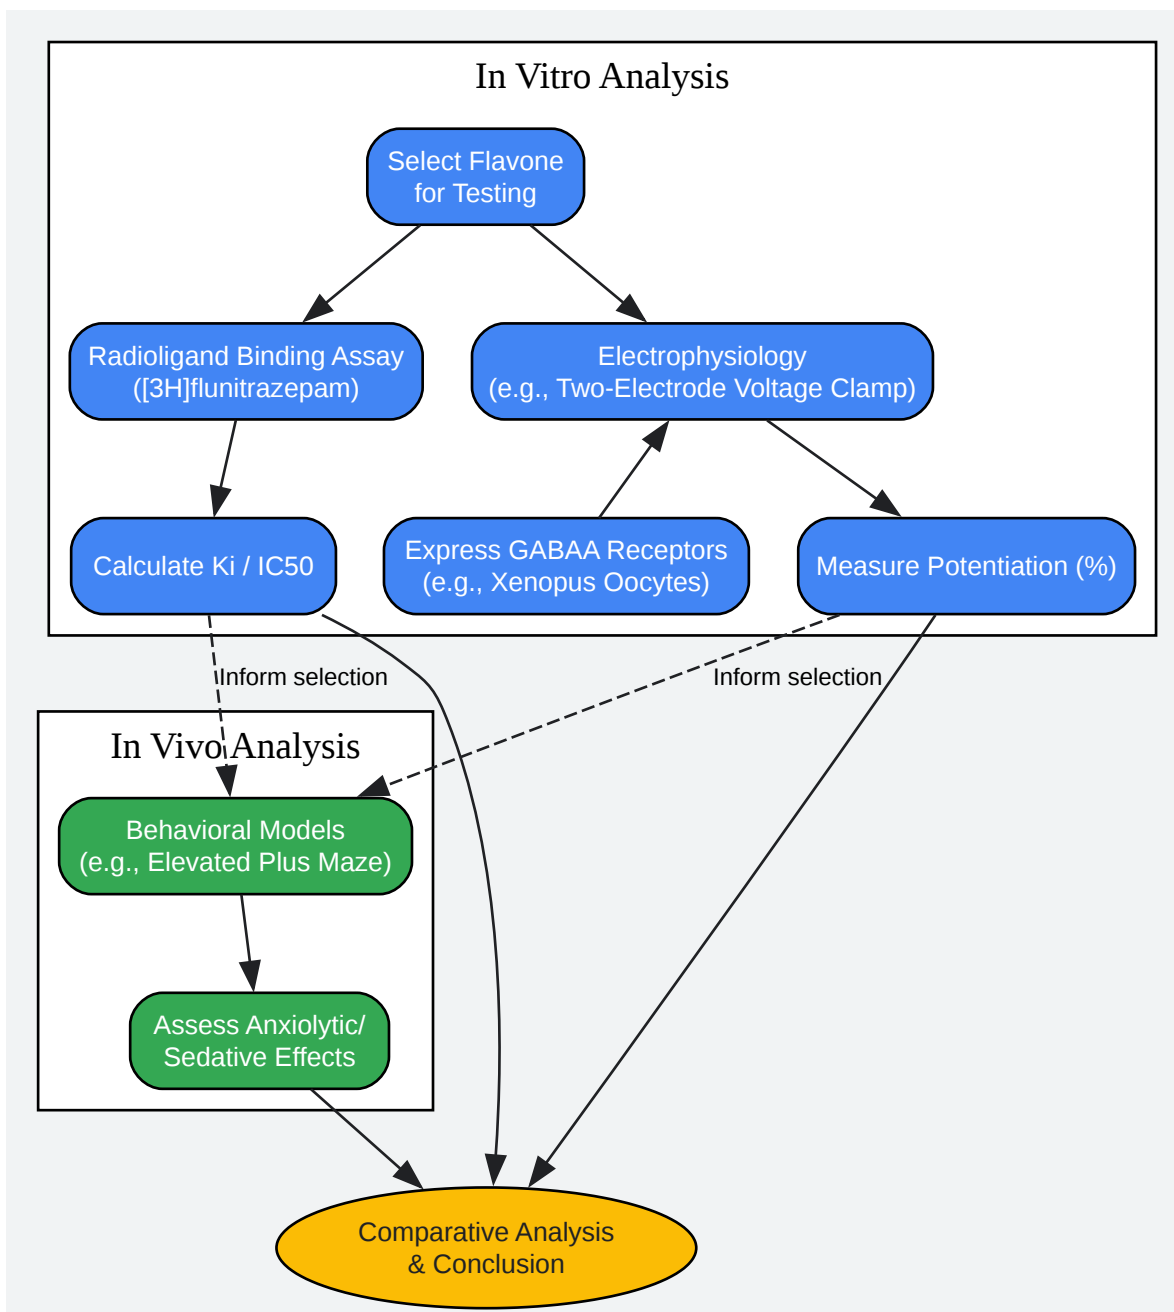 In Vitro Analysis
Select Flavone
for Testing
Radioligand Binding Assay
([3H]flunitrazepam)
Electrophysiology
(e.g., Two-Electrode Voltage Clamp)
Calculate Ki / IC50
Express GABAA Receptors
(e.g., Xenopus Oocytes)
Measure Potentiation (%)
Inform selection
Inform selection
In Vivo Analysis
Behavioral Models
(e.g., Elevated Plus Maze)
Assess Anxiolytic/
Sedative Effects
Comparative Analysis
& Conclusion